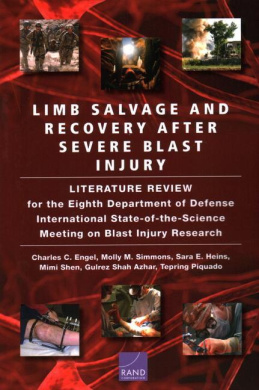 LIMB SALVAGE AND
RECOVERY AFTER
SEVERE BLAST
INJURY
LITERATURE REVIEW
for the Eighth Department of Defense
International State-of-the-Science
Meeting on Blast Injury Research
Charles C. Engel, Molly M. Simmons, Sara E. Heins,
Mimi Shen, Gulrez Shah Azhar, Tepring Piquado
RAND
CORPORATION